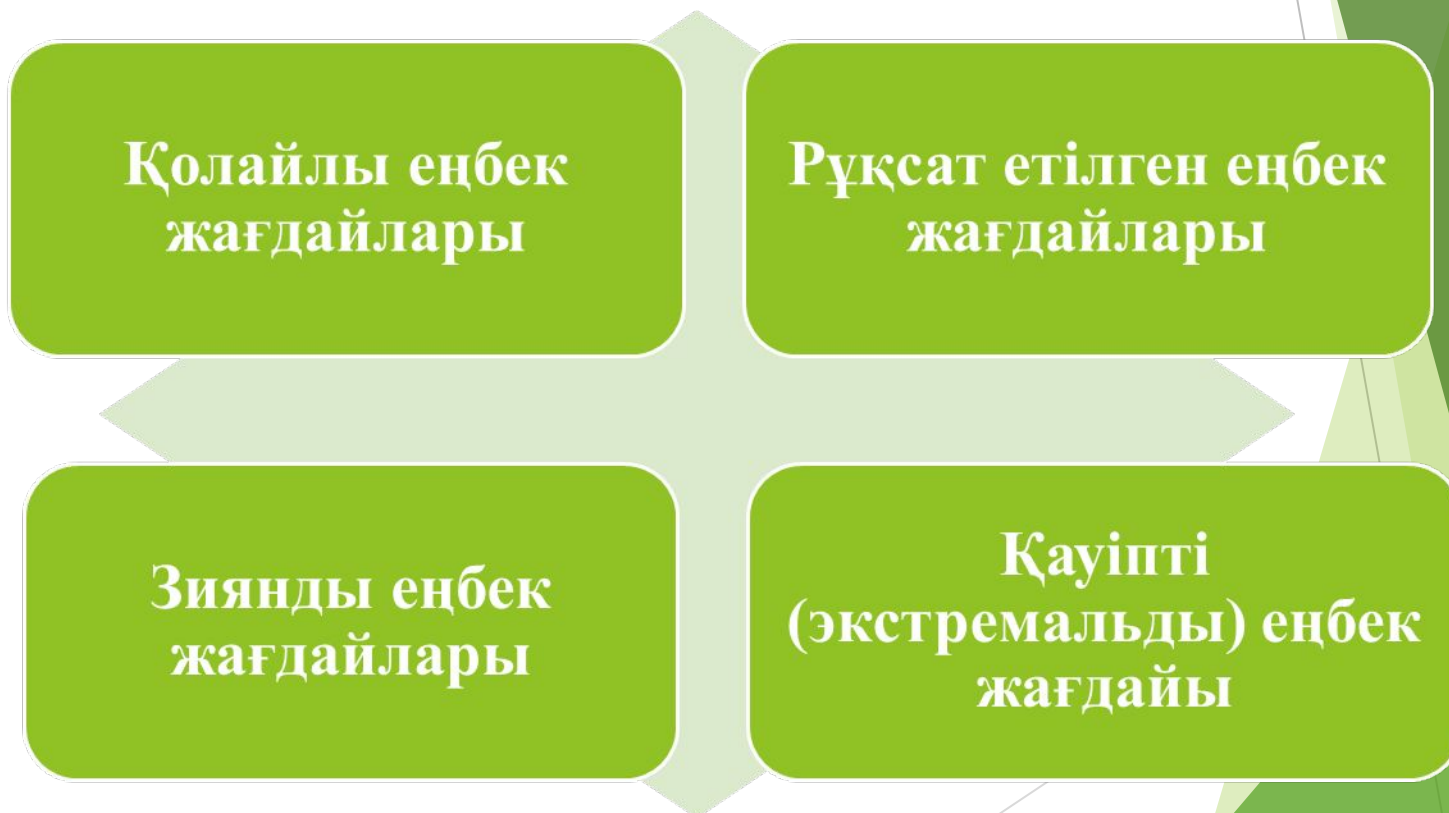 Қолайлы еңбек
жағдайлары
Рұқсат етілген еңбек
жағдайлары
Зиянды еңбек
жағдайлары
Қауіпті
(экстремальды) еңбек
жағдайы